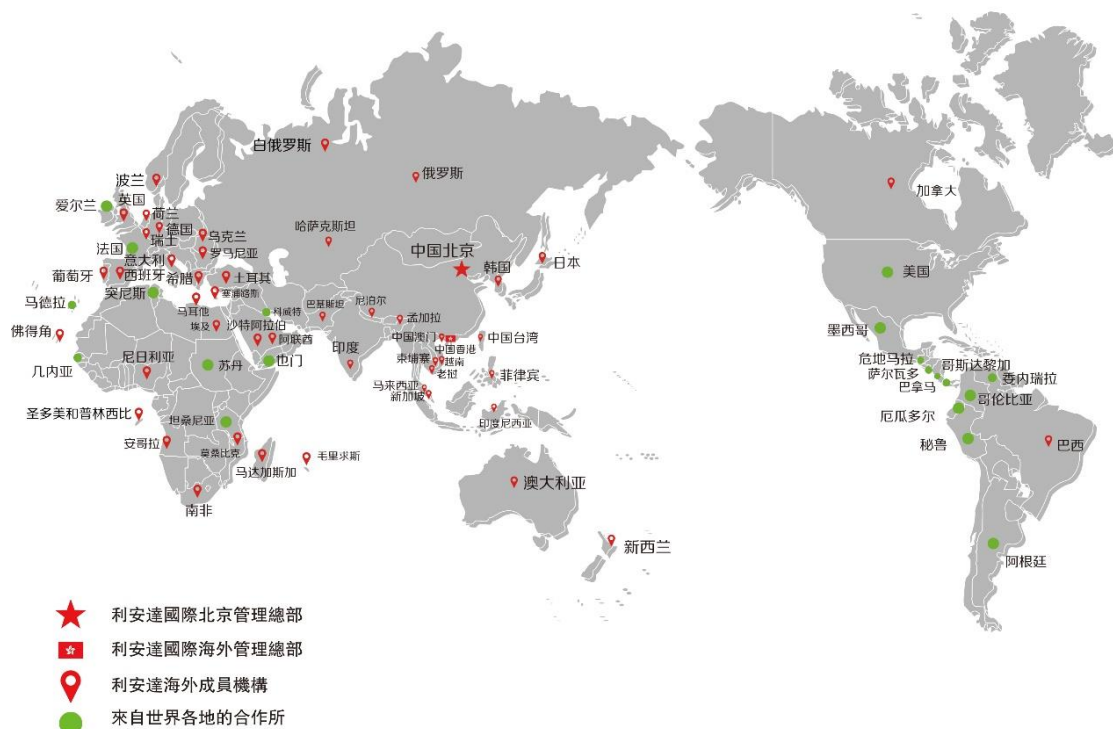 白俄罗斯
俄罗斯
加拿大
波兰
英国
荷兰
爱尔兰
德国
乌克兰
哈萨克斯坦
瑞士
法国
罗马尼亚
中国北京
意大利
日本
韩国
美国
葡萄牙
西班牙
希腊
土耳其
突尼斯
塞浦路斯
马德拉
马耳他
科威特
巴基斯坦
尼泊尔
孟加拉
埃及
沙特阿拉伯
墨西哥
佛得角
阿联酋
中国澳门
中国台湾
中国香港
印度
尼日利亚
苏丹
也门
柬埔寨
越南
老挝
危地马拉
哥斯达黎加
几内亚
菲律宾
萨尔瓦多
委内瑞拉
马来西亚
巴拿马
新加坡
哥伦比亚
圣多美和普林西比
坦桑尼亚
厄瓜多尔
印度尼西亚
安哥拉
莫桑比克
秘鲁
巴西
毛里求斯
马达加斯加
澳大利亚
南非
新西兰
阿根廷
利安達國際北京管理總部
利安達國際海外管理總部
利安達海外成員機構
來自世界各地的合作所